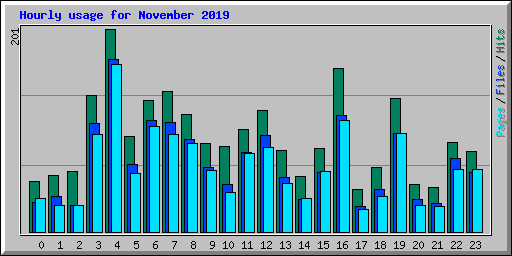 Hourly usage for November 2019
201
Pages/Files/Hits
0 1 2 3 4 5 6 7 8 9 10 11 12 13 14 15 16 17 18 19 20 21 22 23